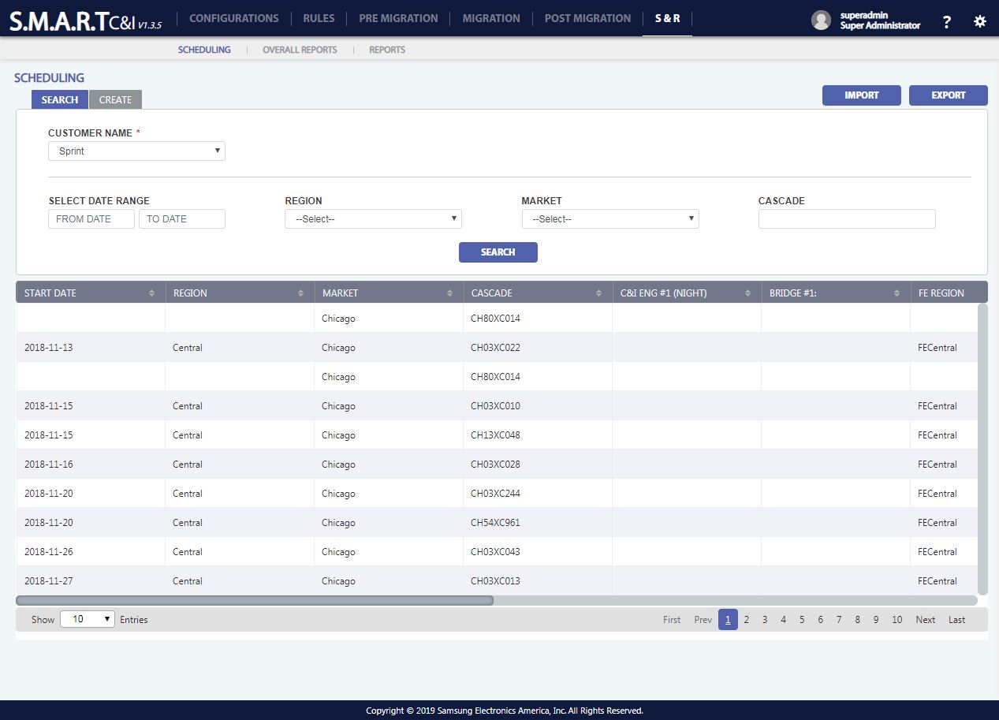 S.M.A.R.T C&I V1.3.5 CONFIGURATIONS RULES PRE MIGRATION MIGRATION POST MIGRATION S & R superadmin ?
Super Administrator
SCHEDULING OVERALL REPORTS REPORTS
SCHEDULING
SEARCH CREATE IMPORT EXPORT
CUSTOMER NAME *
Sprint
SELECT DATE RANGE REGION MARKET CASCADE
FROM DATE TO DATE --Select-- --Select--
SEARCH
START DATE REGION MARKET CASCADE C&I ENG #1 (NIGHT) BRIDGE #1: FE REGION
Chicago CH80XC014
2018-11-13 Central Chicago CH03XC022 FECentral
Chicago CH80XC014
2018-11-15 Central Chicago CH03XC010 FECentral
2018-11-15 Central Chicago CH13XC048 FECentral
2018-11-16 Central Chicago CH03XC028 FECentral
2018-11-20 Central Chicago CH03XC244 FECentral
2018-11-20 Central Chicago CH54XC961 FECentral
2018-11-26 Central Chicago CH03XC043 FECentral
2018-11-27 Central Chicago CH03XC013 FECentral
Show 10 Entries First Prev 1 2 3 4 5 6 7 8 9 10 Next Last
Copyright © 2019 Samsung Electronics America, Inc. All Rights Reserved.